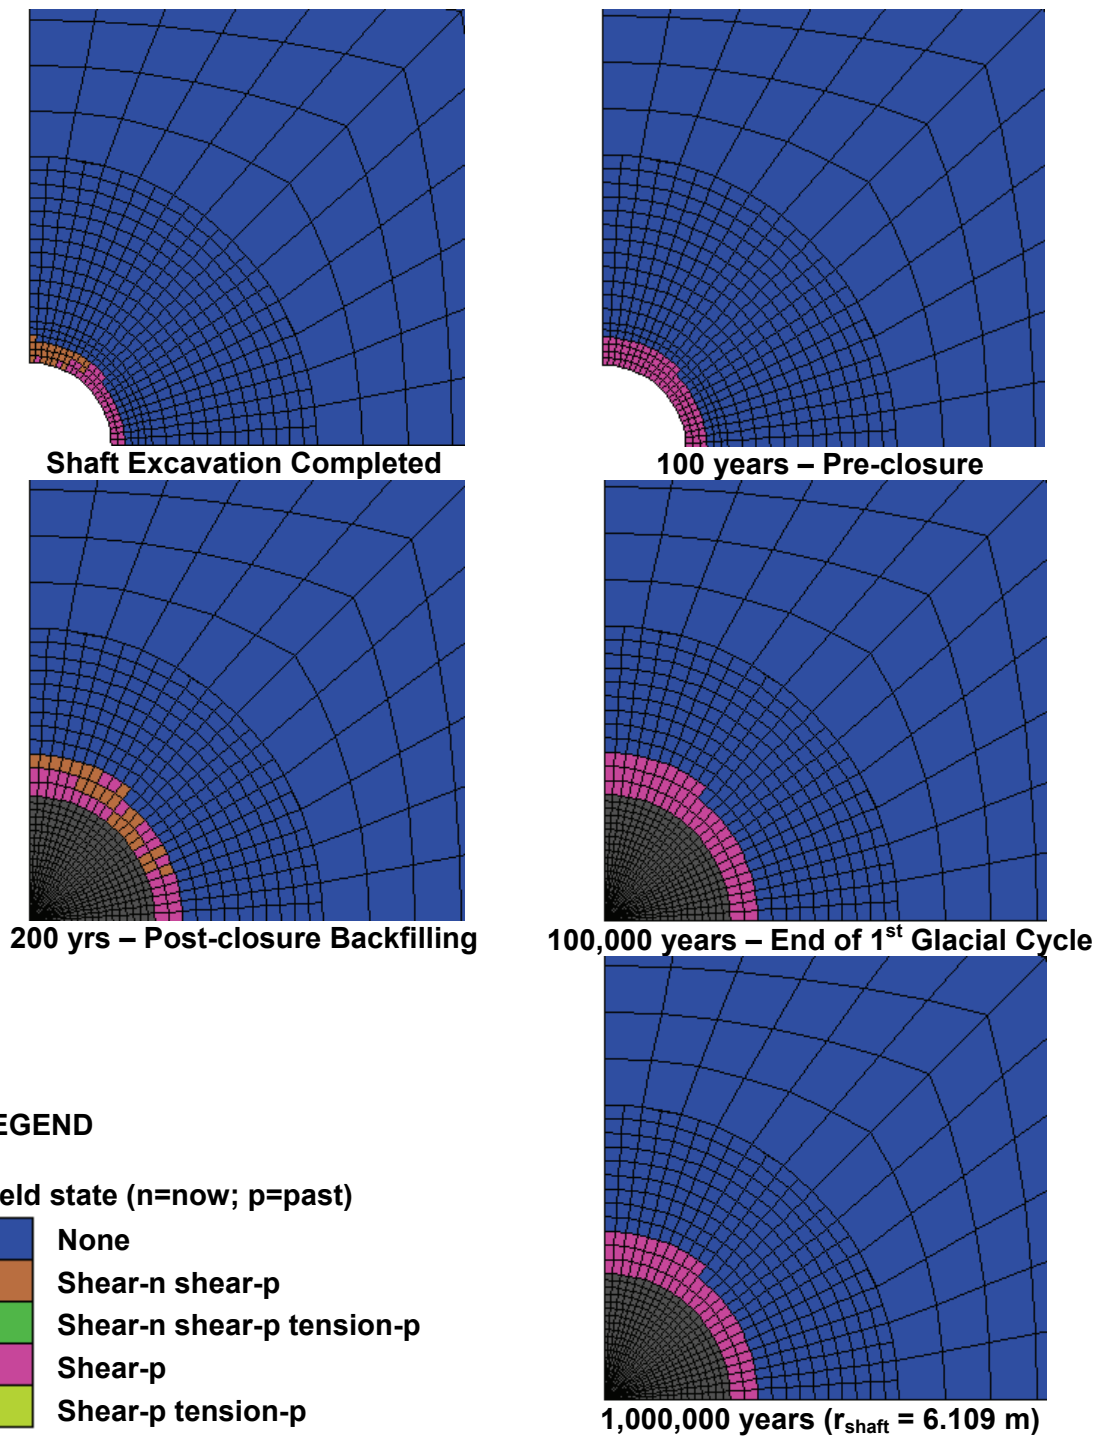 Shaft Excavation Completed
100 years – Pre-closure
200 yrs – Post-closure Backfilling
100,000 years – End of 1st Glacial Cycle
EGEND
eld state (n=now; p=past)
None
Shear-n shear-p
Shear-n shear-p tension-p
Shear-p
Shear-p tension-p
1,000,000 years (rshaft = 6.109 m)